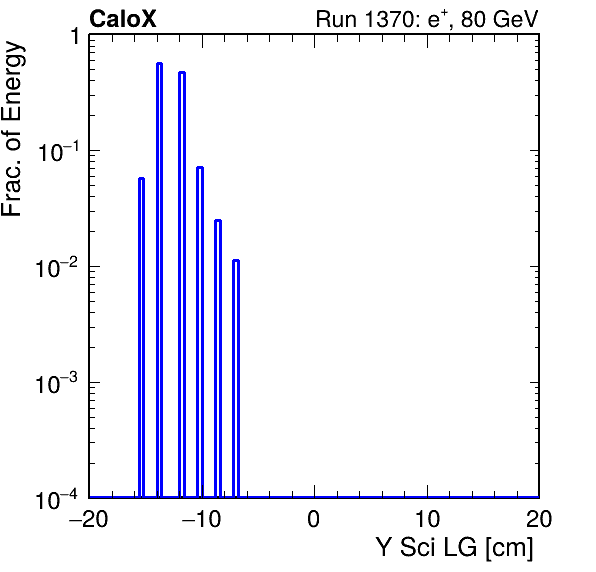 CaloX Run 1370: e⁺, 80 GeV
Frac. of Energy
1
10⁻¹
10⁻²
10⁻³
10⁻⁴
−20 −10 0 10 20
Y Sci LG [cm]